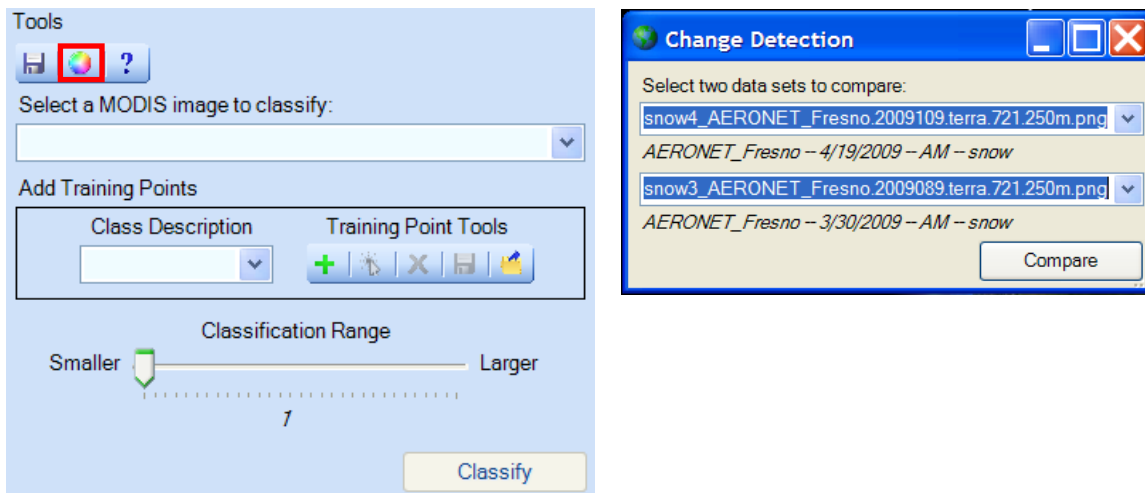 Tools
?
Select a MODIS image to classify:
Add Training Points
Class Description Training Point Tools
Classification Range
Smaller Larger
1
Classify
Change Detection
Select two data sets to compare:
snow4_AERONET_Fresno.2009109.terra.721.250m.png
AERONET_Fresno -- 4/19/2009 -- AM -- snow
snow3_AERONET_Fresno.2009089.terra.721.250m.png
AERONET_Fresno -- 3/30/2009 -- AM -- snow
Compare